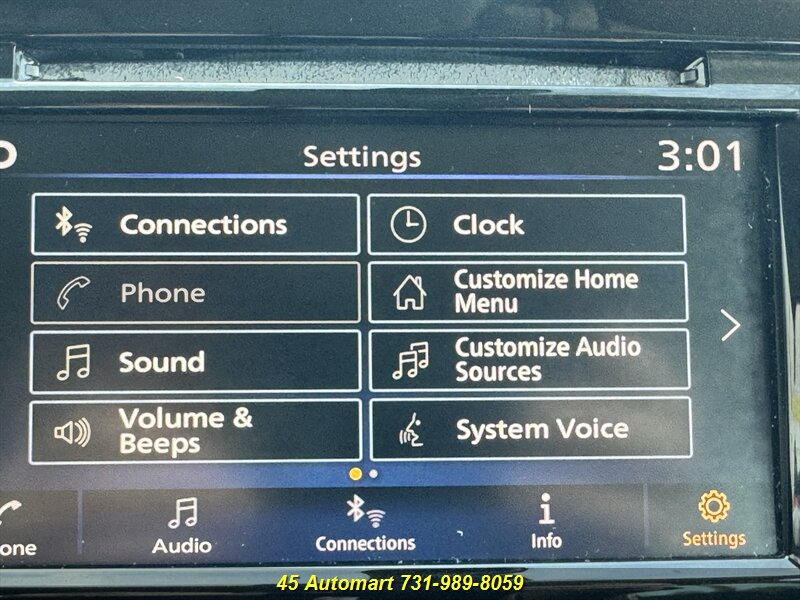 Settings
3:01
Connections
Clock
Phone
Customize Home
Menu
Sound
Customize Audio
Sources
Volume &
Beeps
System Voice
one
Audio
Connections
Info
Settings
45 Automart 731-989-8059